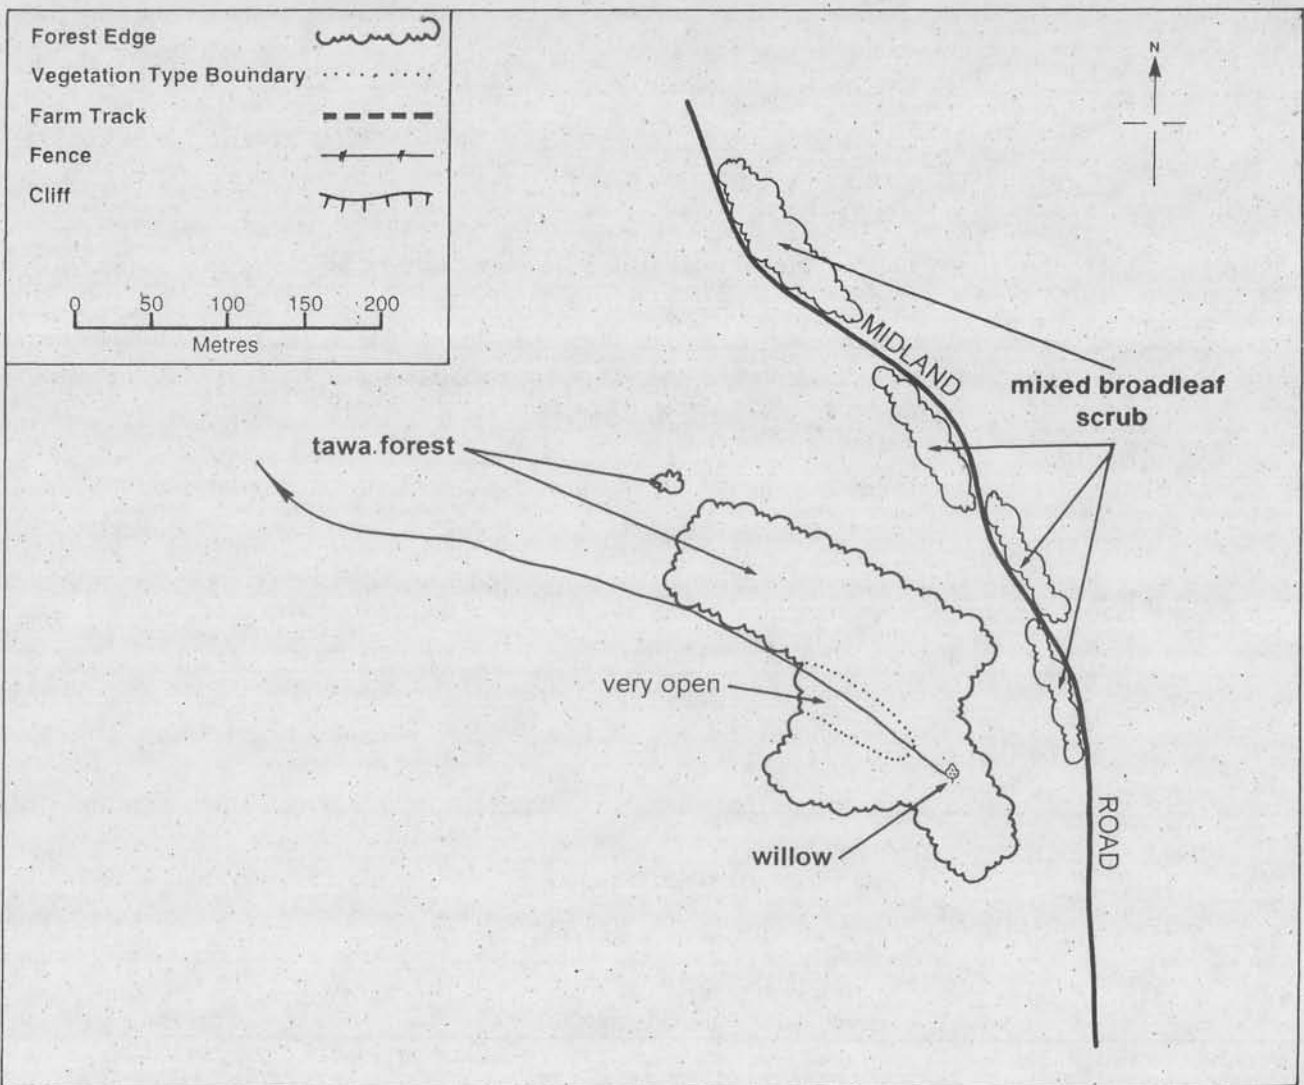 Forest Edge
Vegetation Type Boundary
Farm Track
Fence
Cliff
0 50 100 150 200
Metres
N
MIDLAND
mixed broadleaf
scrub
tawa forest
very open
willow
ROAD